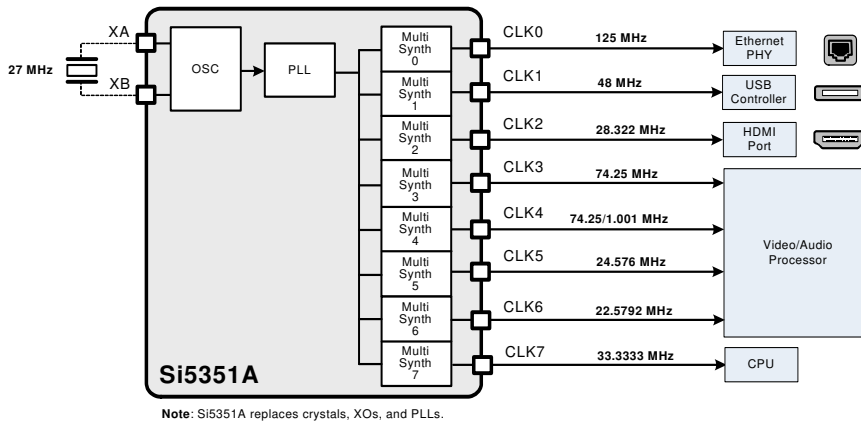 XA
XB
27 MHz
OSC
PLL
Multi
Synth
0
Multi
Synth
1
Multi
Synth
2
Multi
Synth
3
Multi
Synth
4
Multi
Synth
5
Multi
Synth
6
Multi
Synth
7
Si5351A
CLK0
125 MHz
Ethernet
PHY
CLK1
48 MHz
USB
Controller
CLK2
28.322 MHz
HDMI
Port
CLK3
74.25 MHz
CLK4
74.25/1.001 MHz
CLK5
24.576 MHz
CLK6
22.5792 MHz
Video/Audio
Processor
CLK7
33.3333 MHz
CPU
Note: Si5351A replaces crystals, XOs, and PLLs.